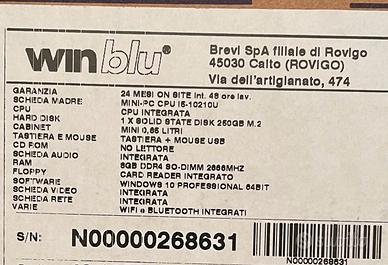 winblu®
Brevi SpA filiale di Rovigo
45030 Calto (ROVIGO)
Via dell'artigianato, 474
GARANZIA 24 MESI ON SITE int. 48 ore lav.
SCHEDA MADRE MINI-PC CPU I5-10210U
CPU CPU INTEGRATA
HARD DISK 1 X SOLID STATE DISK 250GB M.2
CABINET MINI 0,65 LITRI
TASTIERA E MOUSE TASTIERA + MOUSE USB
CD ROM NO LETTORE
SCHEDA AUDIO INTEGRATA
RAM 8GB DDR4 SO-DIMM 2666MHZ
FLOPPY CARD READER INTEGRATO
SOFTWARE WINDOWS 10 PROFESSIONAL 64BIT
SCHEDA VIDEO INTEGRATA
SCHEDA RETE INTEGRATA
VARIE WIFI e BLUETOOTH INTEGRATI
S/N: N00000268631
N00000268631